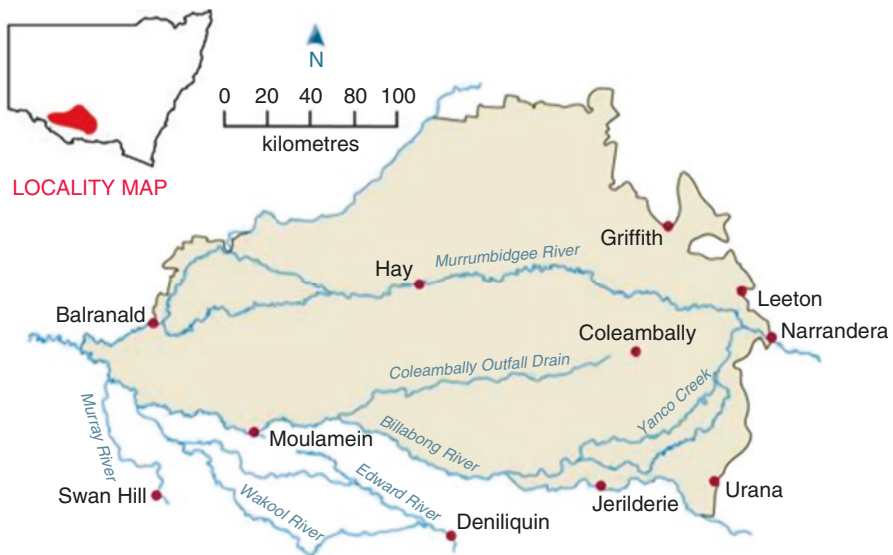 N
0 20 40 80 100
kilometres
LOCALITY MAP
Griffith
Murrumbidgee River
Hay
Leeton
Balranald
Narrandera
Coleambally
Coleambally Outfall Drain
Yanco Creek
Murray River
Billabong River
Moulamein
Edward River
Urana
Swan Hill
Jerilderie
Wakool River
Deniliquin